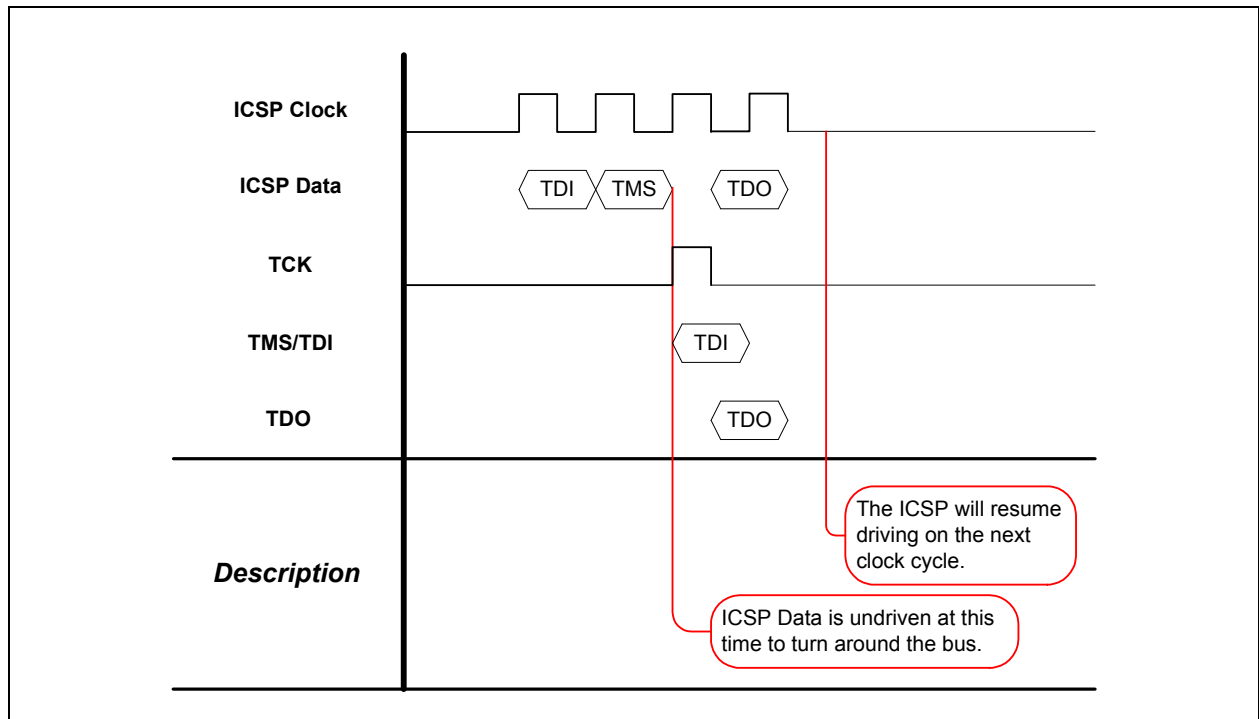 ICSP Clock
ICSP Data
TDI
TMS
TDO
TCK
TMS/TDI
TDI
TDO
TDO
Description
The ICSP will resume
driving on the next
clock cycle.
ICSP Data is undriven at this
time to turn around the bus.